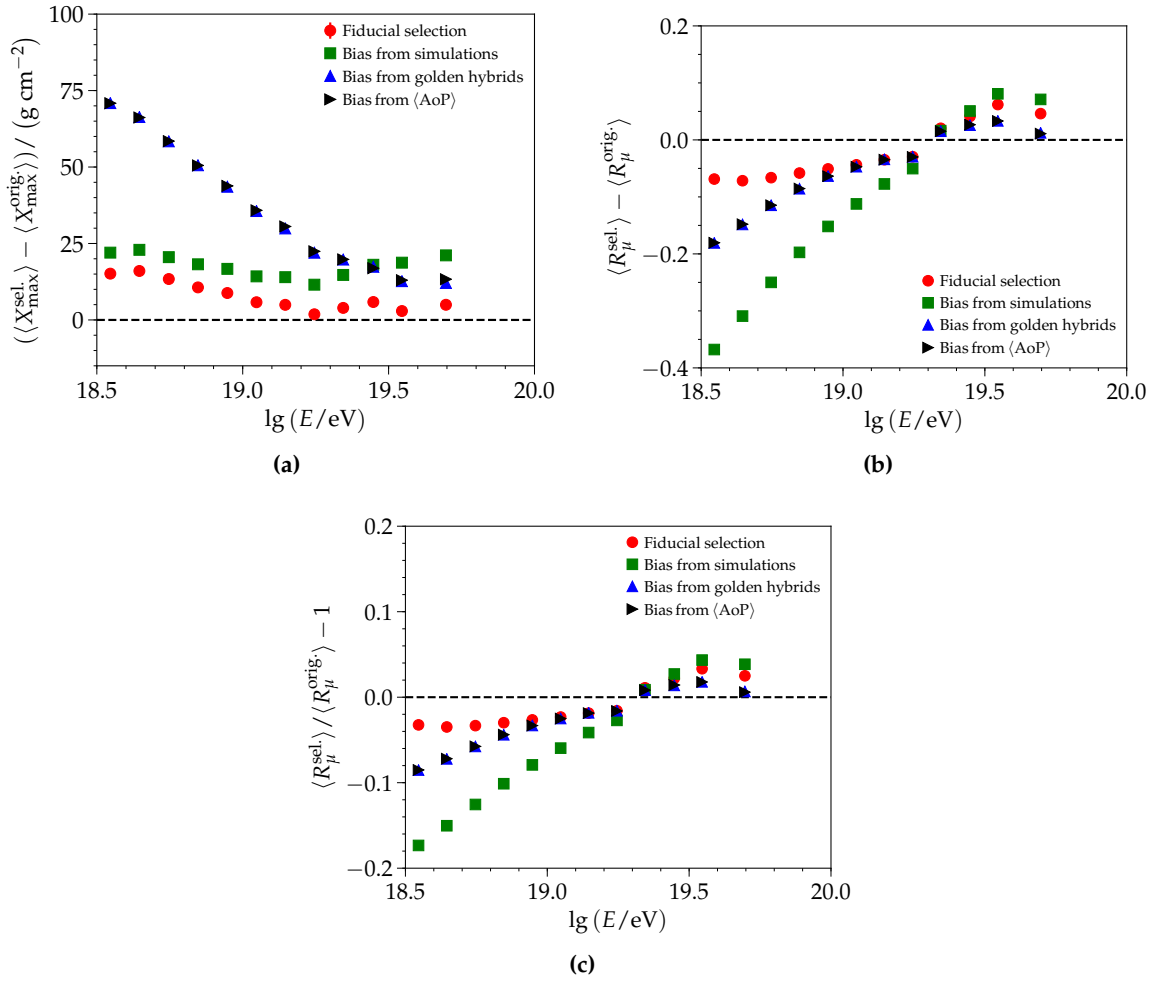 100
75
50
25
0
(⟨X_max^sel.⟩ − ⟨X_max^orig.⟩) / (g cm⁻²)
Fiducial selection
Bias from simulations
Bias from golden hybrids
Bias from ⟨AoP⟩
18.5 19.0 19.5 20.0
lg (E/eV)
(a)
0.2
0.0
−0.2
−0.4
⟨R_μ^sel.⟩ − ⟨R_μ^orig.⟩
Fiducial selection
Bias from simulations
Bias from golden hybrids
Bias from ⟨AoP⟩
18.5 19.0 19.5 20.0
lg (E/eV)
(b)
0.2
0.1
0.0
−0.1
−0.2
⟨R_μ^sel.⟩ / ⟨R_μ^orig.⟩ − 1
Fiducial selection
Bias from simulations
Bias from golden hybrids
Bias from ⟨AoP⟩
18.5 19.0 19.5 20.0
lg (E/eV)
(c)